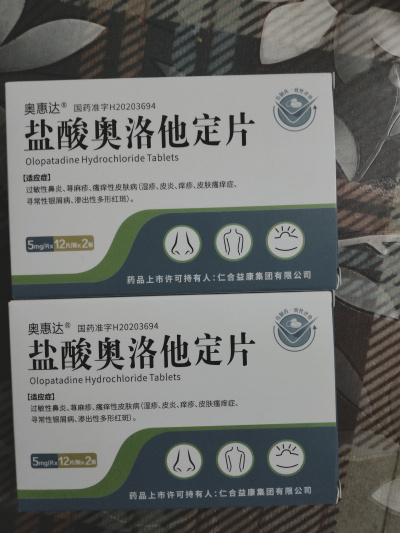 奥惠达® 国药准字H20203694
盐酸奥洛他定片
Olopatadine Hydrochloride Tablets
【适应症】
过敏性鼻炎、荨麻疹、瘙痒性皮肤病(湿疹、皮炎、痒疹、皮肤瘙痒症、
寻常性银屑病、渗出性多形红斑)。
5mg/片x12片/板x2板
药品上市许可持有人:仁合益康集团有限公司
奥惠达® 国药准字H20203694
盐酸奥洛他定片
Olopatadine Hydrochloride Tablets
【适应症】
过敏性鼻炎、荨麻疹、瘙痒性皮肤病(湿疹、皮炎、痒疹、皮肤瘙痒症、
寻常性银屑病、渗出性多形红斑)。
5mg/片x12片/板x2板
药品上市许可持有人:仁合益康集团有限公司